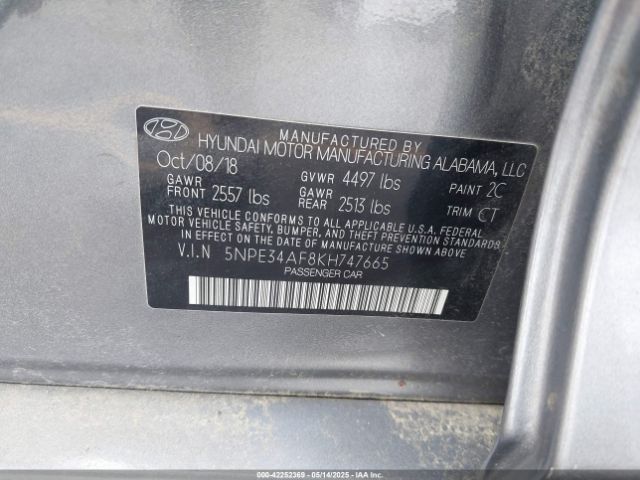 MANUFACTURED BY
HYUNDAI MOTOR MANUFACTURING ALABAMA, LLC
Oct/08/18 GVWR 4497 lbs PAINT 2C
GAWR FRONT 2557 lbs GAWR REAR 2513 lbs TRIM CT
THIS VEHICLE CONFORMS TO ALL APPLICABLE U.S.A. FEDERAL
MOTOR VEHICLE SAFETY, BUMPER, AND THEFT PREVENTION STANDARDS
IN EFFECT ON THE DATE OF MANUFACTURE SHOWN ABOVE.
V.I.N 5NPE34AF8KH747665
PASSENGER CAR
000-42252369 | 05/14/2025 | COPYRIGHT © IAA, LLC.